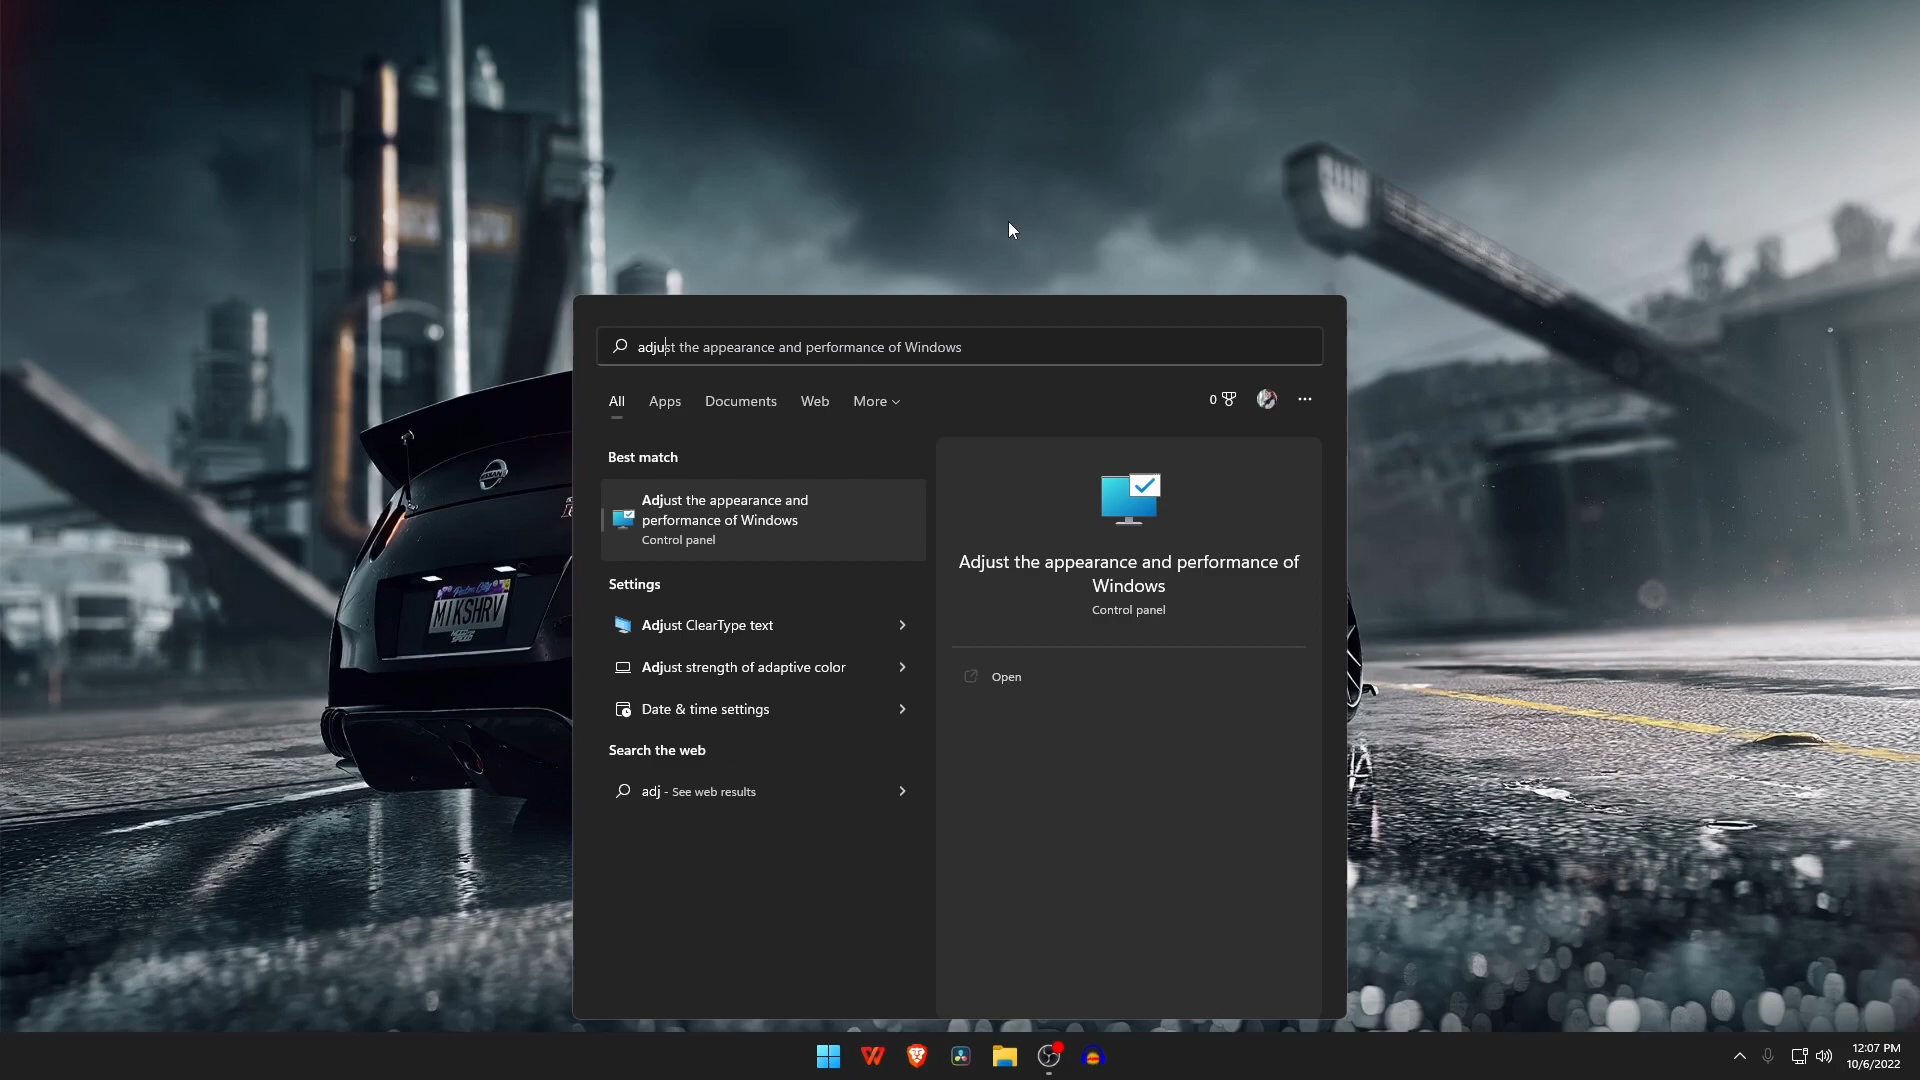 adjust the appearance and performance of Windows
All Apps Documents Web More
0
Best match
Adjust the appearance and
performance of Windows
Control panel
Settings
Adjust ClearType text
Adjust strength of adaptive color
Date & time settings
Search the web
adj - See web results
Adjust the appearance and performance of
Windows
Control panel
Open
M1KSHRV
12:07 PM
10/6/2022